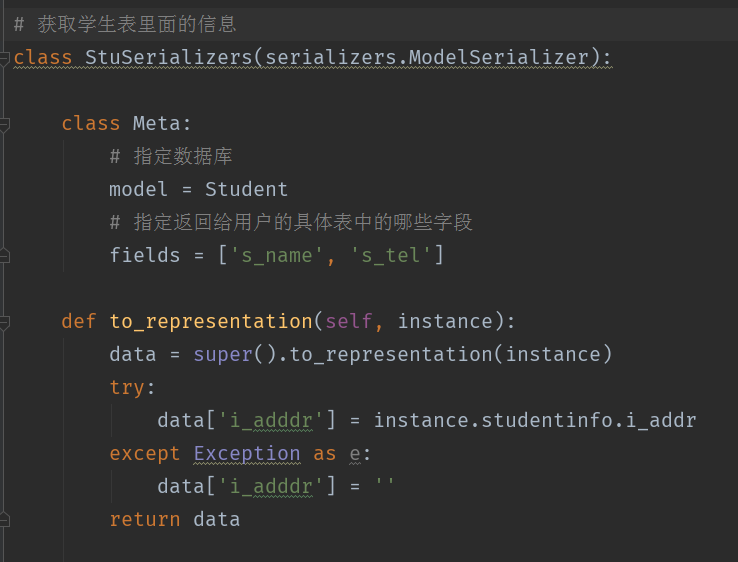 # 获取学生表里面的信息
class StuSerializers(serializers.ModelSerializer):
class Meta:
# 指定数据库
model = Student
# 指定返回给用户的具体表中的哪些字段
fields = ['s_name', 's_tel']
def to_representation(self, instance):
data = super().to_representation(instance)
try:
data['i_adddr'] = instance.studentinfo.i_addr
except Exception as e:
data['i_adddr'] = ''
return data